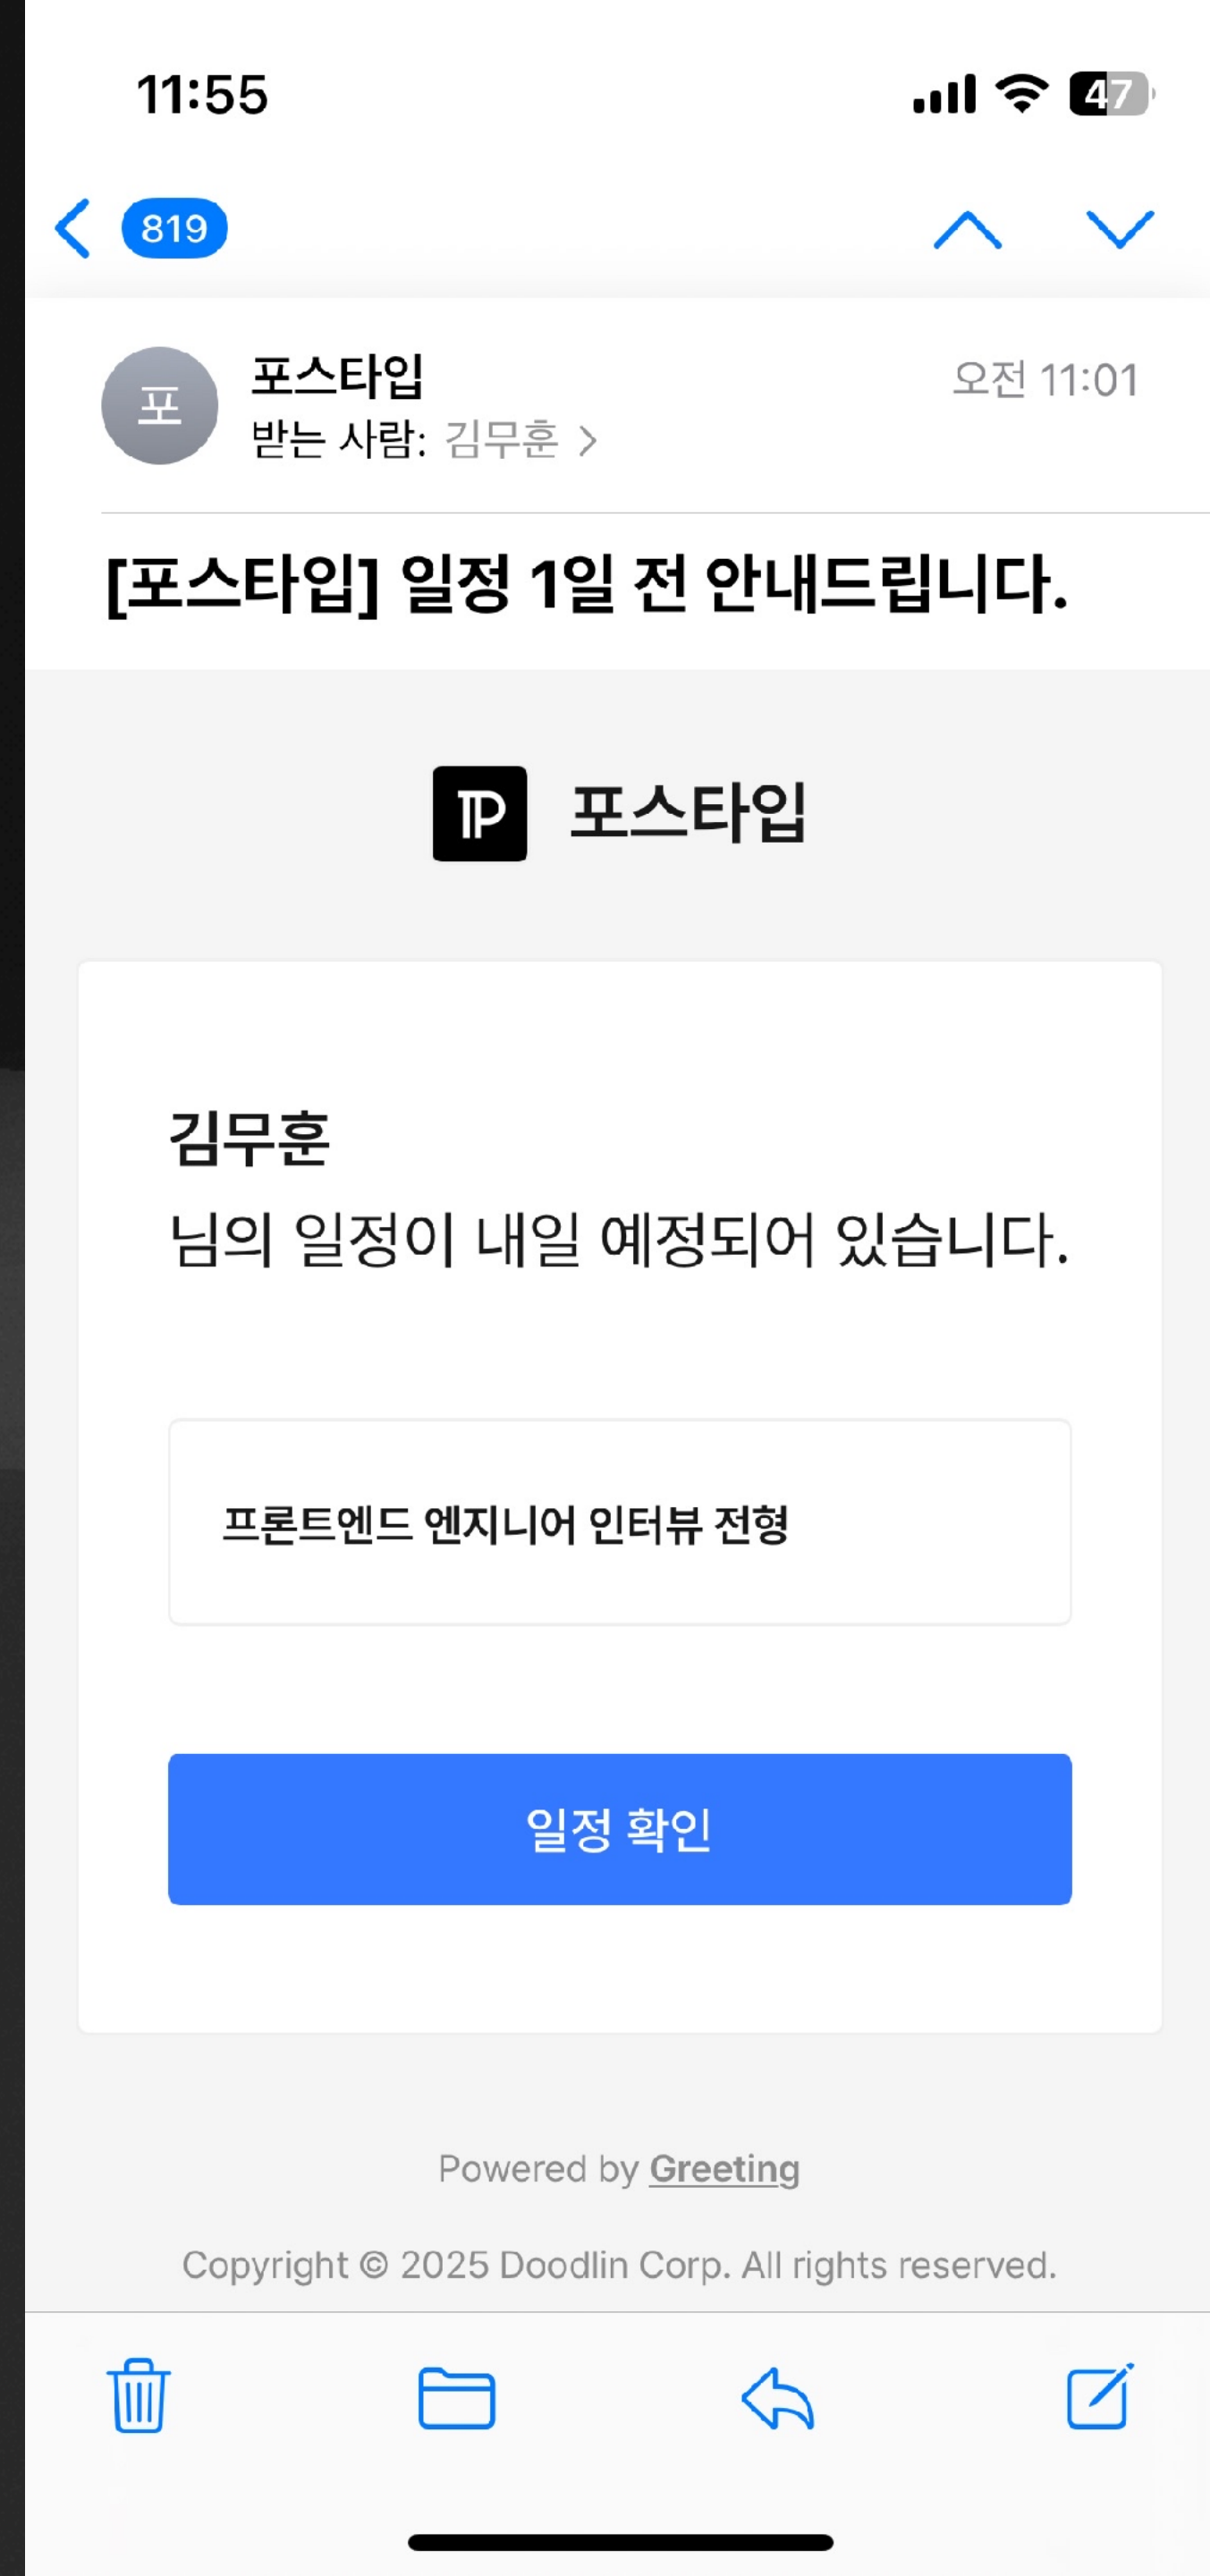 11:55
47
819
포
포스타입
오전 11:01
받는 사람: 김무훈
[포스타입] 일정 1일 전 안내드립니다.
포스타입
김무훈
님의 일정이 내일 예정되어 있습니다.
프론트엔드 엔지니어 인터뷰 전형
일정 확인
Powered by Greeting
Copyright © 2025 Doodlin Corp. All rights reserved.